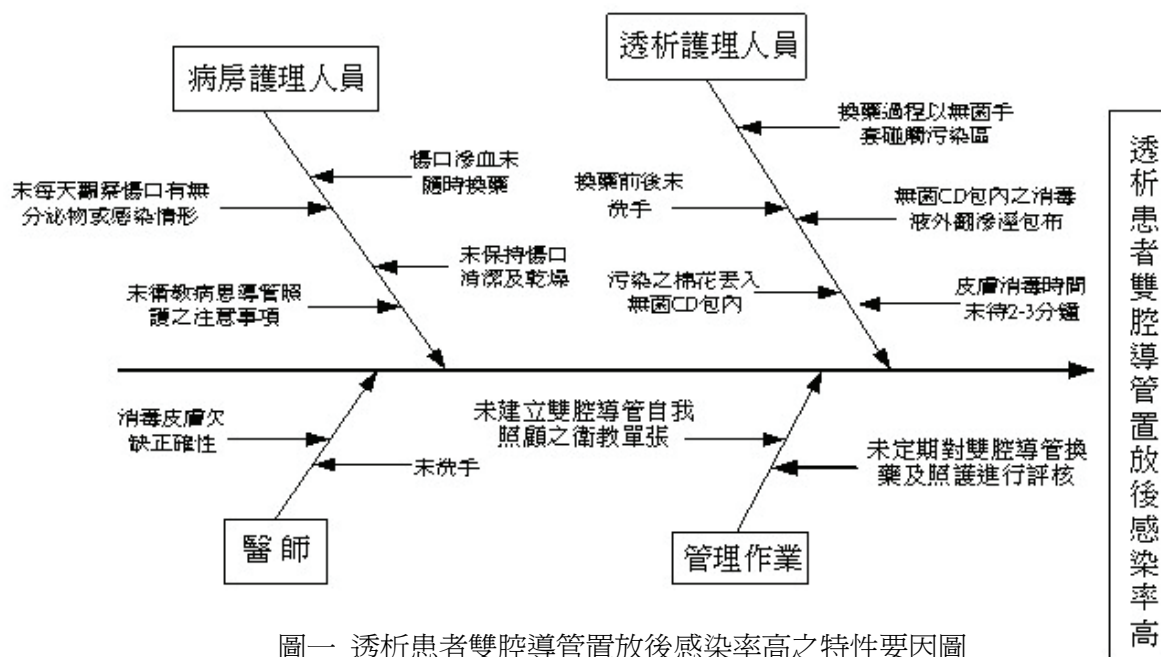 病房護理人員
透析護理人員
傷口滲血未
隨時換藥
未每天觀察傷口有無
分泌物或感染情形
未保持傷口
清潔及乾燥
未衛教病患導管照
護之注意事項
換藥過程以無菌手
套碰觸污染區
換藥前後未
洗手
無菌CD包內之消毒
液外翻滲溼包布
污染之棉花丟入
無菌CD包內
皮膚消毒時間
未待2-3分鐘
透析患者雙腔導管置放後感染率高
消毒皮膚欠
缺正確性
未洗手
醫師
未建立雙腔導管自我
照顧之衛教單張
未定期對雙腔導管換
藥及照護進行評核
管理作業
圖一 透析患者雙腔導管置放後感染率高之特性要因圖